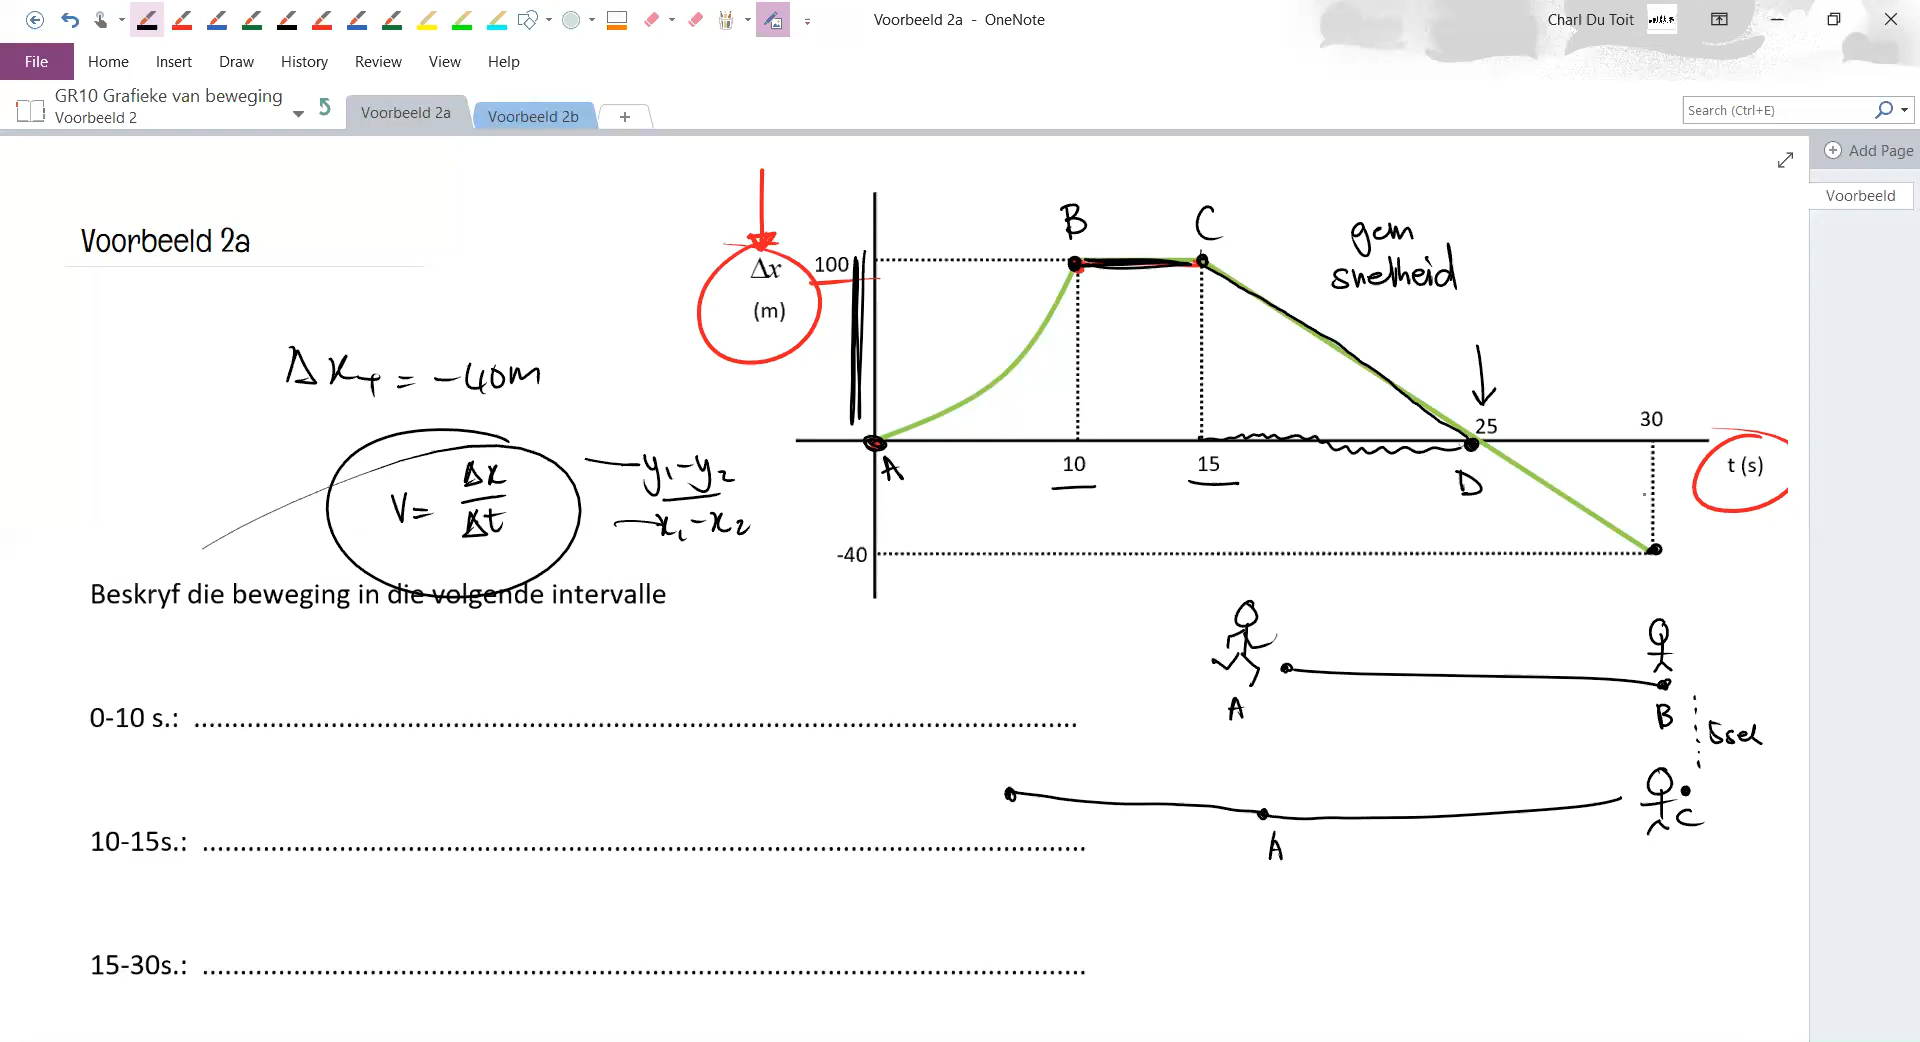 Voorbeeld 2a - OneNote
Charl Du Toit
File Home Insert Draw History Review View Help
GR10 Grafieke van beweging
Voorbeeld 2
Voorbeeld 2a
Voorbeeld 2b
+
Search (Ctrl+E)
Add Page
Voorbeeld
Voorbeeld 2a
Δx
(m)
100
B
C
gem
snelheid
Δx_T = -40m
V = Δx/Δt
y₁-y₂
x₁-x₂
A
10
15
25
30
D
t (s)
-40
Beskryf die beweging in die volgende intervalle
A
B
5sek
0-10 s.: ........................................................................
C
A
10-15s.: ........................................................................
15-30s.: ........................................................................